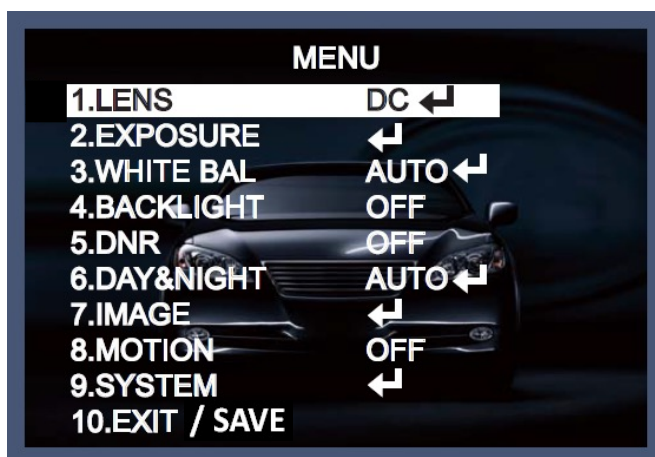 MENU
1.LENS DC ↵
2.EXPOSURE ↵
3.WHITE BAL AUTO ↵
4.BACKLIGHT OFF
5.DNR OFF
6.DAY&NIGHT AUTO ↵
7.IMAGE ↵
8.MOTION OFF
9.SYSTEM ↵
10.EXIT / SAVE